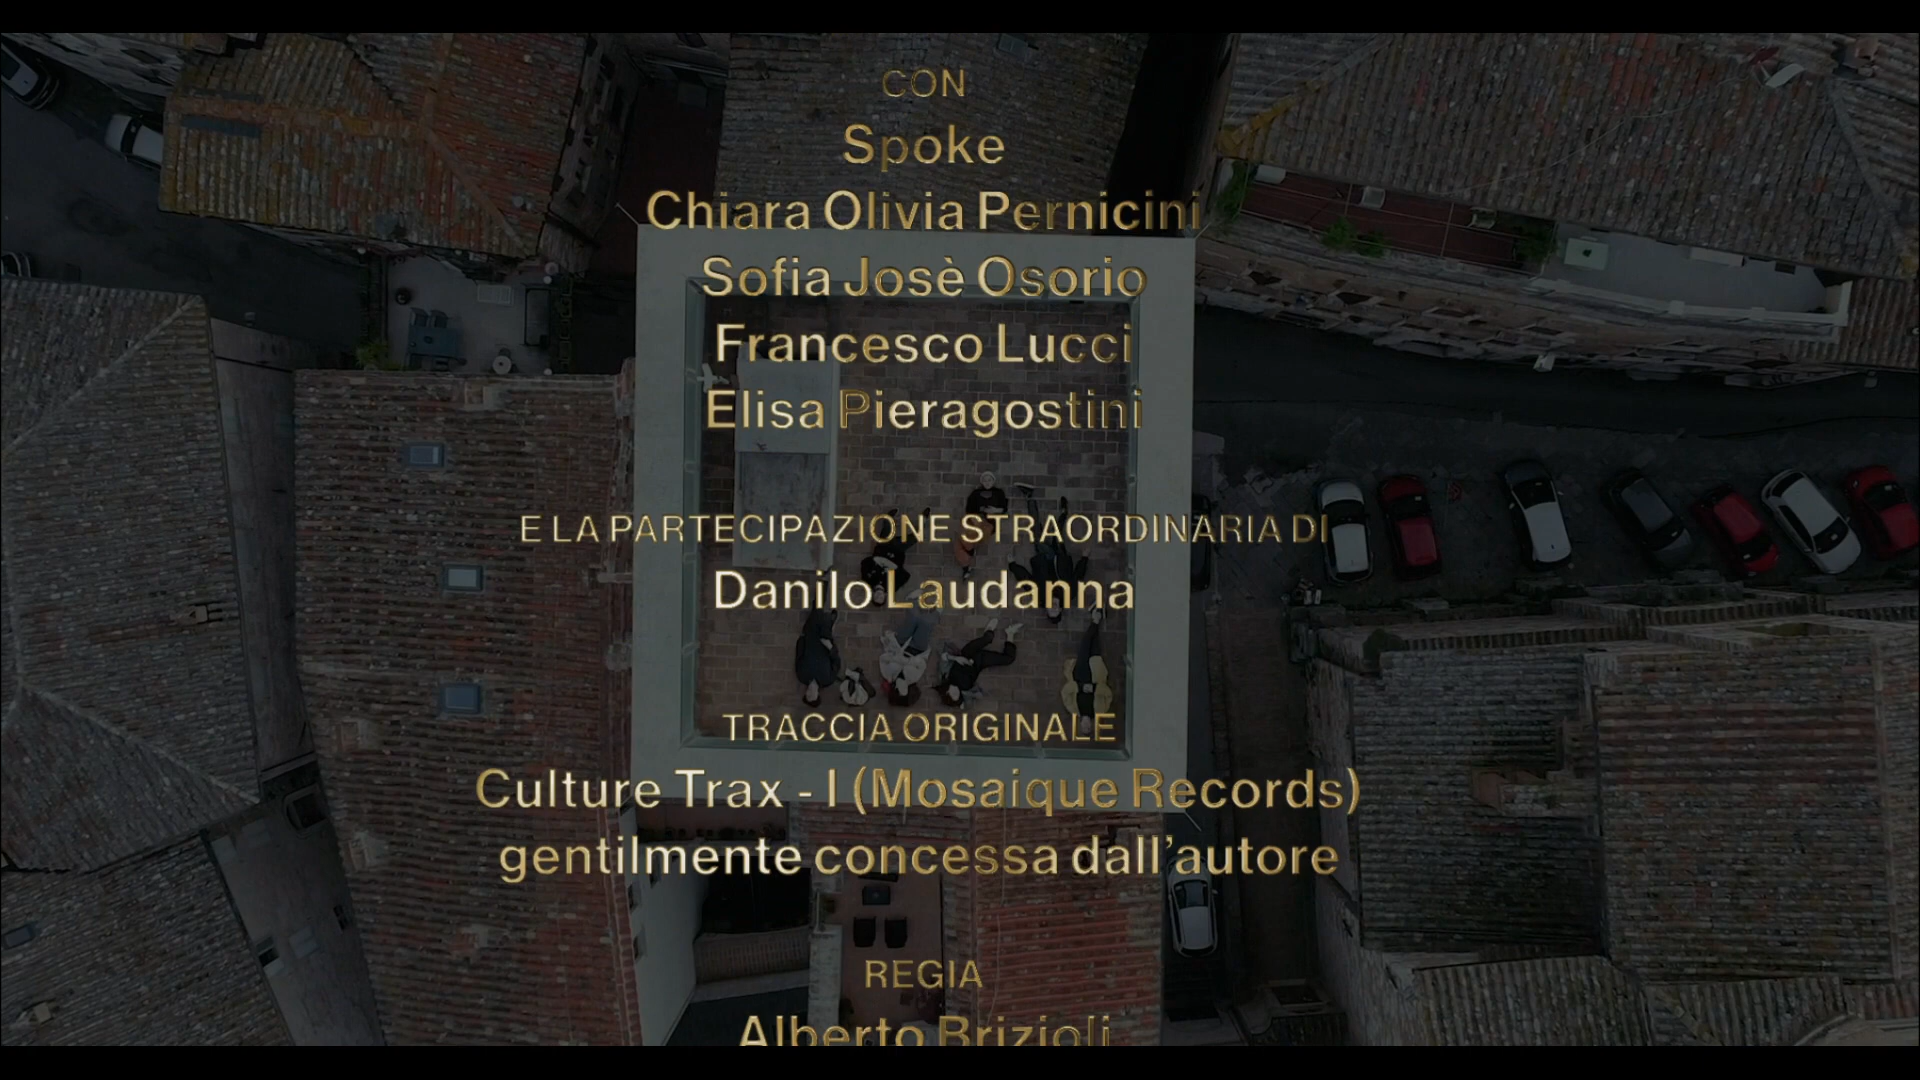 CON
Spoke
Chiara Olivia Pernicini
Sofia Josè Osorio
Francesco Lucci
Elisa Pieragostini
E LA PARTECIPAZIONE STRAORDINARIA DI
Danilo Laudanna
TRACCIA ORIGINALE
Culture Trax - I (Mosaique Records)
gentilmente concessa dall'autore
REGIA
Alberto Brizioli